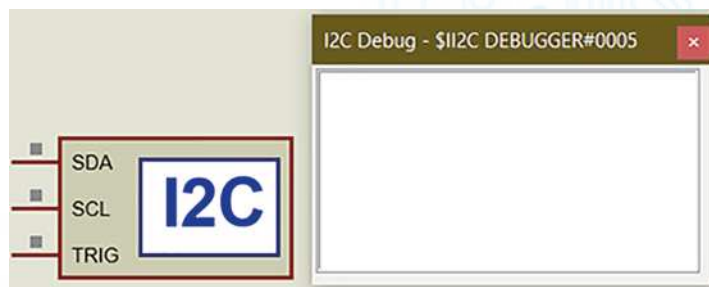 I2C Debug - $II2C DEBUGGER#0005
SDA
SCL
TRIG
I2C